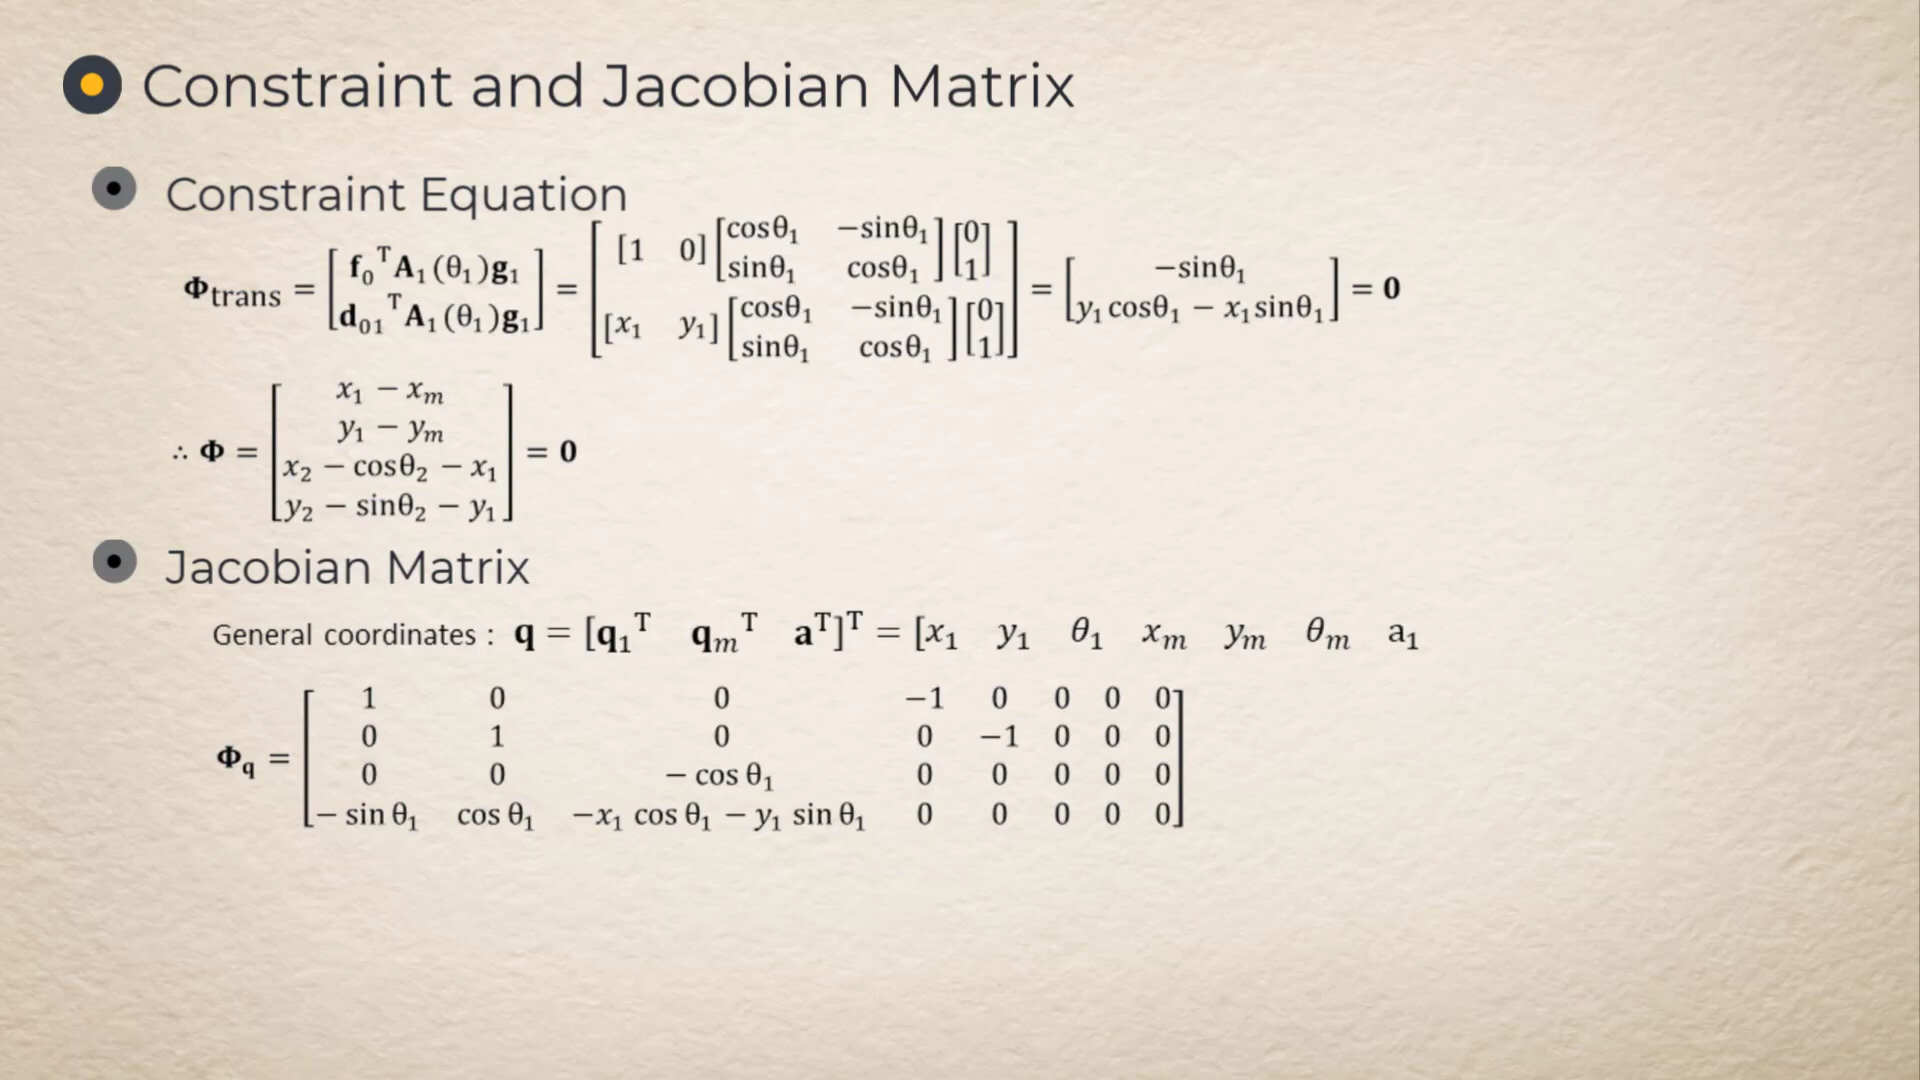 Constraint and Jacobian Matrix
Constraint Equation
Φ_trans = [f₀ᵀA₁(θ₁)g₁; d₀₁ᵀA₁(θ₁)g₁] = [[1 0][cosθ₁ −sinθ₁; sinθ₁ cosθ₁][0; 1]; [x₁ y₁][cosθ₁ −sinθ₁; sinθ₁ cosθ₁][0; 1]] = [−sinθ₁; y₁cosθ₁ − x₁sinθ₁] = 0
∴ Φ = [x₁ − xₘ; y₁ − yₘ; x₂ − cosθ₂ − x₁; y₂ − sinθ₂ − y₁] = 0
Jacobian Matrix
General coordinates : q = [q₁ᵀ qₘᵀ aᵀ]ᵀ = [x₁ y₁ θ₁ xₘ yₘ θₘ a₁
Φ_q = [1 0 0 −1 0 0 0 0;
0 1 0 0 −1 0 0 0;
0 0 − cos θ₁ 0 0 0 0 0;
− sin θ₁ cos θ₁ −x₁ cos θ₁ − y₁ sin θ₁ 0 0 0 0 0]